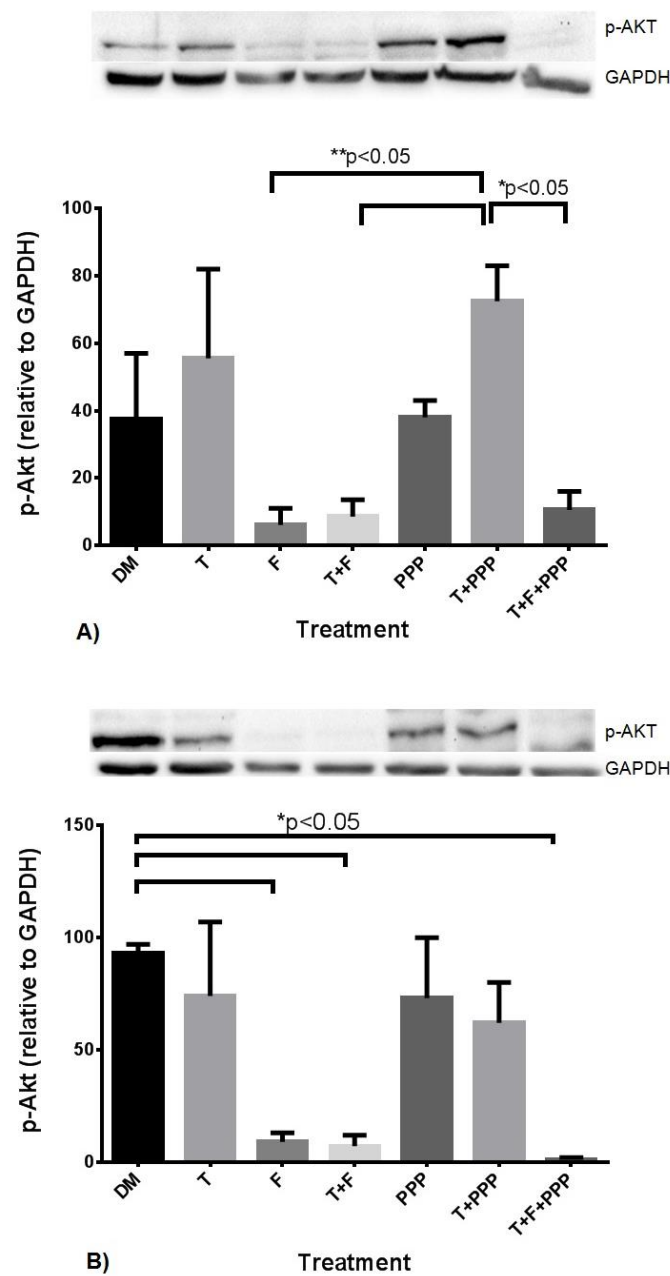 p-AKT
GAPDH
**p<0.05
*p<0.05
p-Akt (relative to GAPDH)
100
80
60
40
20
0
DM
T
F
T+F
PPP
T+PPP
T+F+PPP
A)
Treatment
p-AKT
GAPDH
*p<0.05
p-Akt (relative to GAPDH)
150
100
50
0
DM
T
F
T+F
PPP
T+PPP
T+F+PPP
B)
Treatment